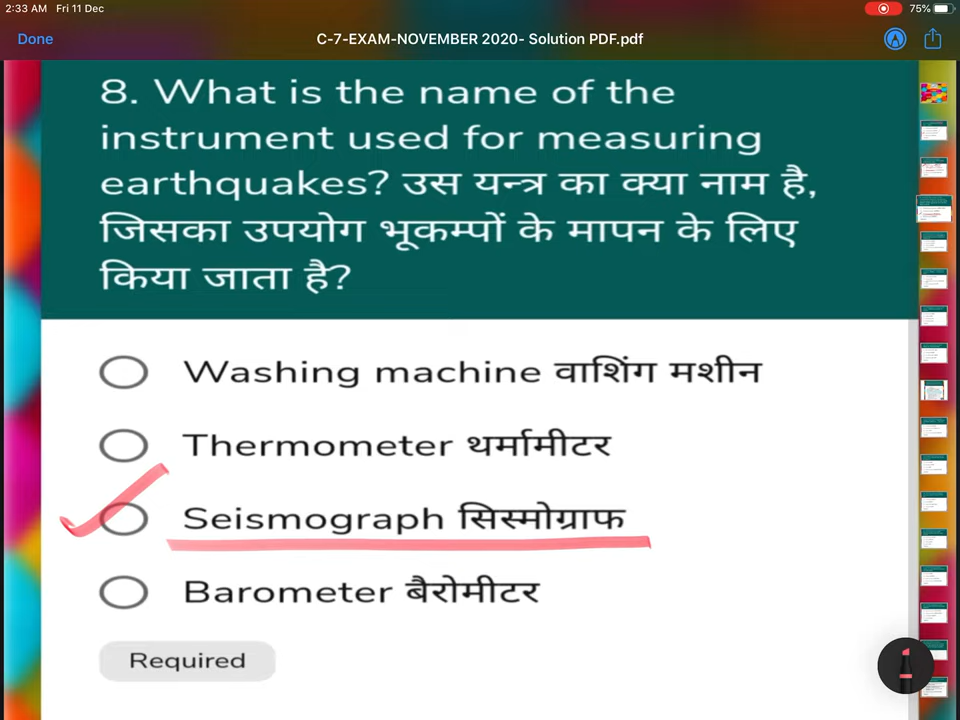 2:33 AM Fri 11 Dec
75%
Done
C-7-EXAM-NOVEMBER 2020- Solution PDF.pdf
8. What is the name of the
instrument used for measuring
earthquakes? उस यन्त्र का क्या नाम है,
जिसका उपयोग भूकम्पों के मापन के लिए
किया जाता है?
Washing machine वाशिंग मशीन
Thermometer थर्मामीटर
Seismograph सिस्मोग्राफ
Barometer बैरोमीटर
Required